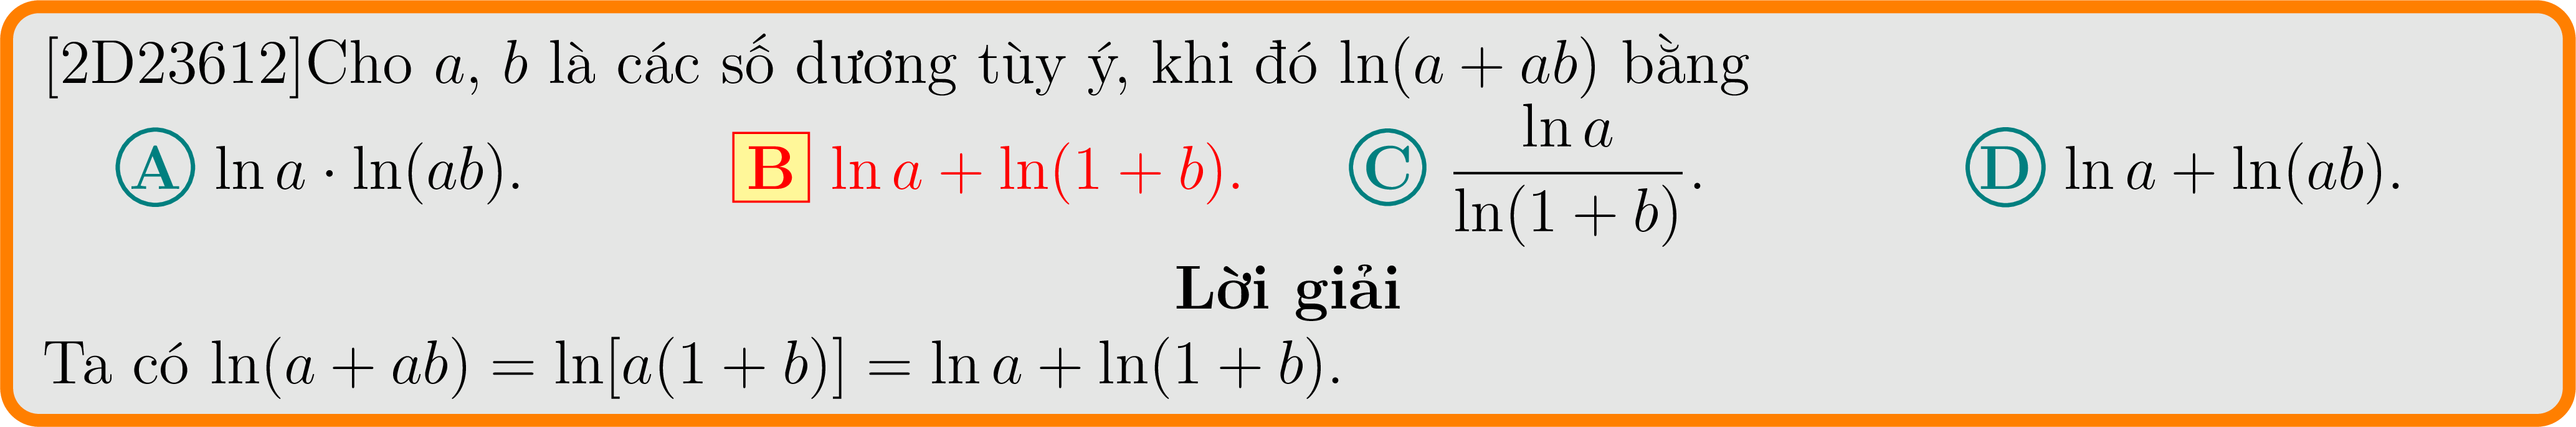 [2D23612]Cho a, b là các số dương tùy ý, khi đó ln(a + ab) bằng
A ln a · ln(ab). B ln a + ln(1 + b). C \frac{ln a}{ln(1 + b)}. D ln a + ln(ab).
Lời giải
Ta có ln(a + ab) = ln[a(1 + b)] = ln a + ln(1 + b).